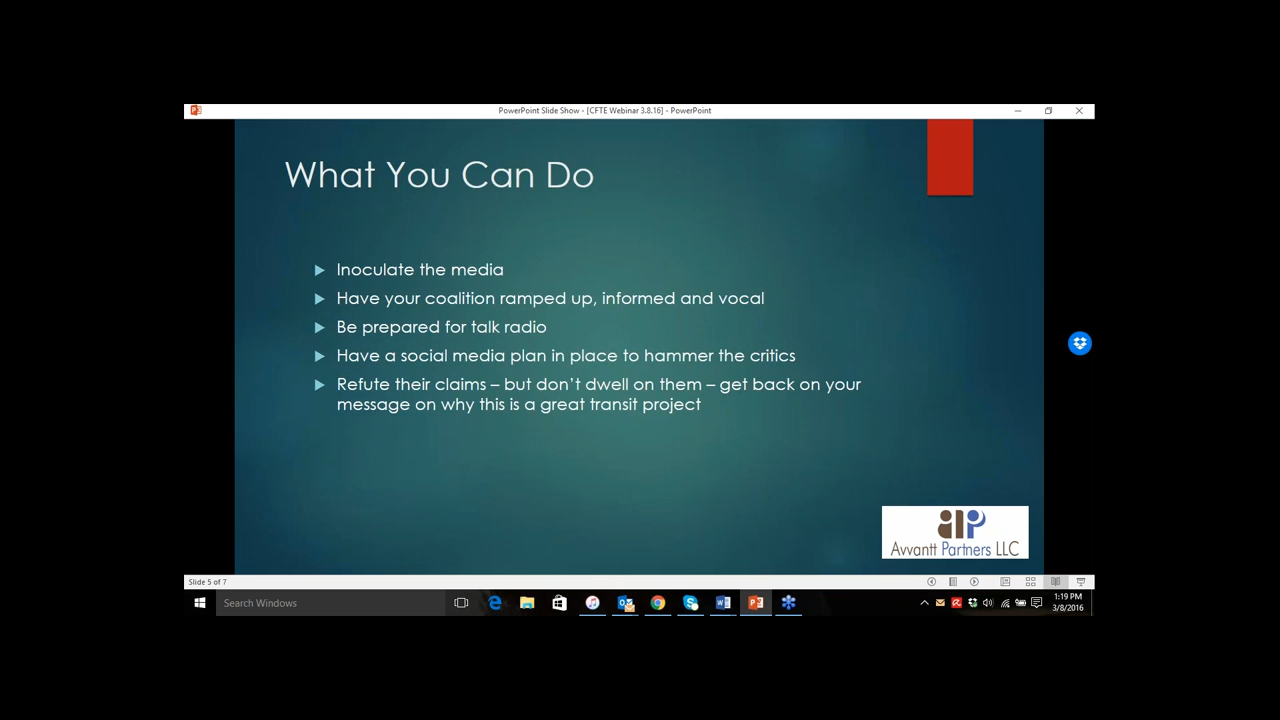 PowerPoint Slide Show - [CFTE Webinar 3.8.16] - PowerPoint
What You Can Do
Inoculate the media
Have your coalition ramped up, informed and vocal
Be prepared for talk radio
Have a social media plan in place to hammer the critics
Refute their claims – but don’t dwell on them – get back on your
message on why this is a great transit project
Avvantt Partners LLC
Slide 5 of 7
Search Windows
1:19 PM
3/8/2016